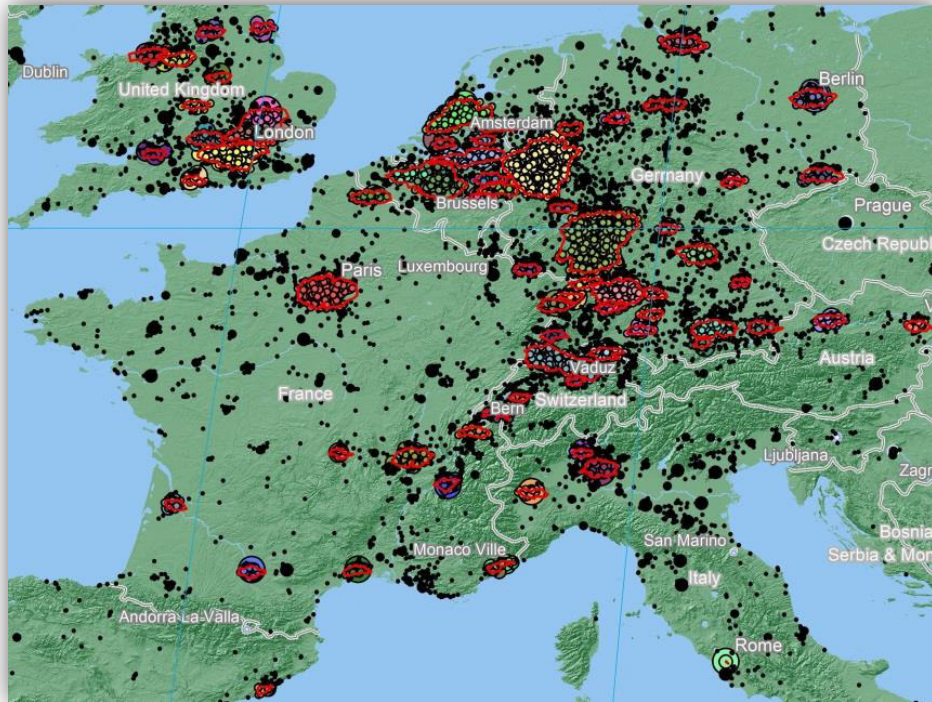 Dublin
United Kingdom
London
Amsterdam
Berlin
Germany
Brussels
Prague
Czech Republ
Paris
Luxembourg
Austria
Vaduz
France
Switzerland
Bern
Ljubljana
Zagr
Monaco Ville
San Marino
Bosnia
Serbia & Mon
Italy
Andorra La Valla
Rome